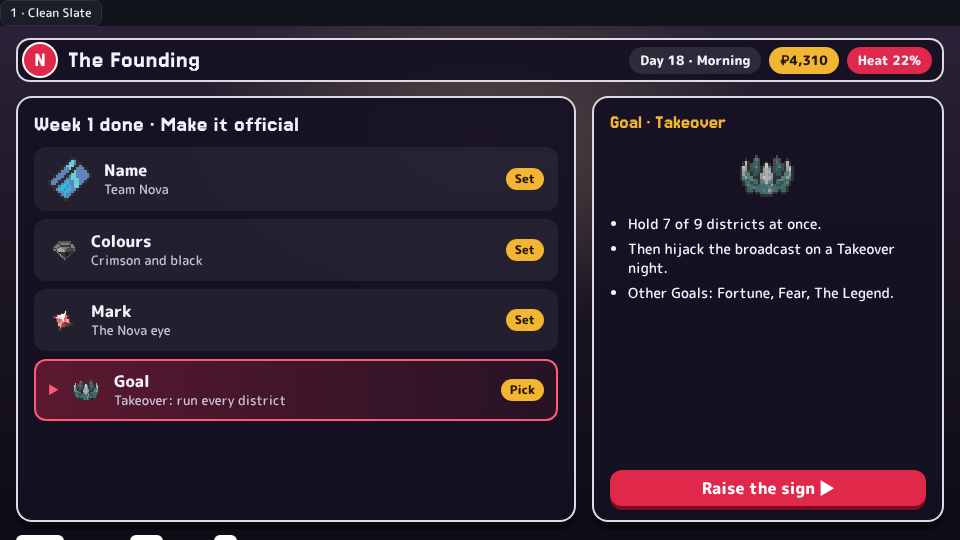 1 · Clean Slate
N
The Founding
Day 18 · Morning
₽4,310
Heat 22%
Week 1 done · Make it official
Name
Team Nova
Set
Colours
Crimson and black
Set
Mark
The Nova eye
Set
Goal
Takeover: run every district
Pick
Goal · Takeover
• Hold 7 of 9 districts at once.
• Then hijack the broadcast on a Takeover
night.
• Other Goals: Fortune, Fear, The Legend.
Raise the sign ▶